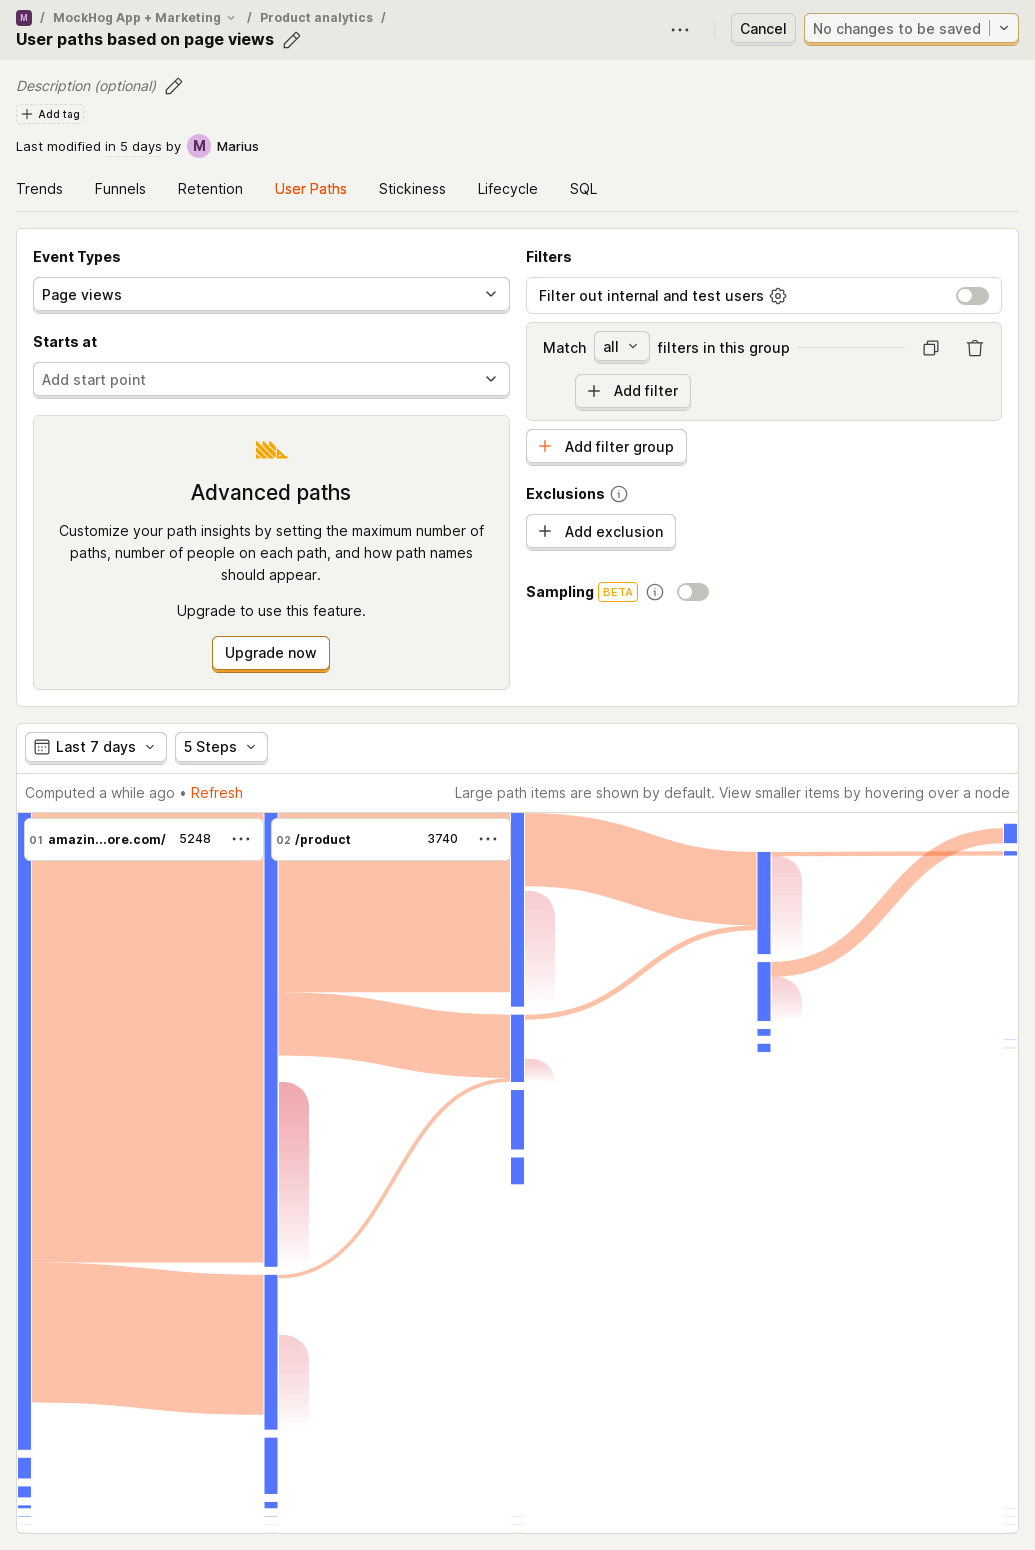 M / MockHog App + Marketing / Product analytics /
User paths based on page views
Cancel
No changes to be saved
Description (optional)
Add tag
Last modified in 5 days by M Marius
Trends Funnels Retention User Paths Stickiness Lifecycle SQL
Event Types
Page views
Starts at
Add start point
Advanced paths
Customize your path insights by setting the maximum number of
paths, number of people on each path, and how path names
should appear.
Upgrade to use this feature.
Upgrade now
Filters
Filter out internal and test users
Match all filters in this group
Add filter
Add filter group
Exclusions
Add exclusion
Sampling BETA
Last 7 days 5 Steps
Computed a while ago • Refresh
Large path items are shown by default. View smaller items by hovering over a node
01 amazin...ore.com/ 5248
02 /product 3740